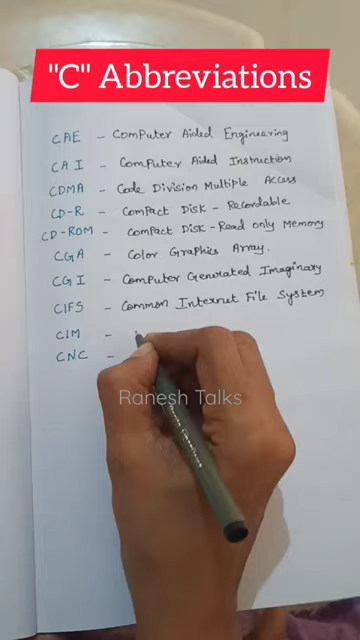 "C" Abbreviations
CAE - Computer Aided Engineering
CAI - Computer Aided Instruction
CDMA - Code Division Multiple Access
CD-R - Compact Disk - Recordable
CD-ROM - Compact Disk - Read only Memory
CGA - Color Graphics Array.
CGI - Computer Generated Imaginary
CIFS - Common Internet File System
CIM -
CNC -
Ranesh Talks